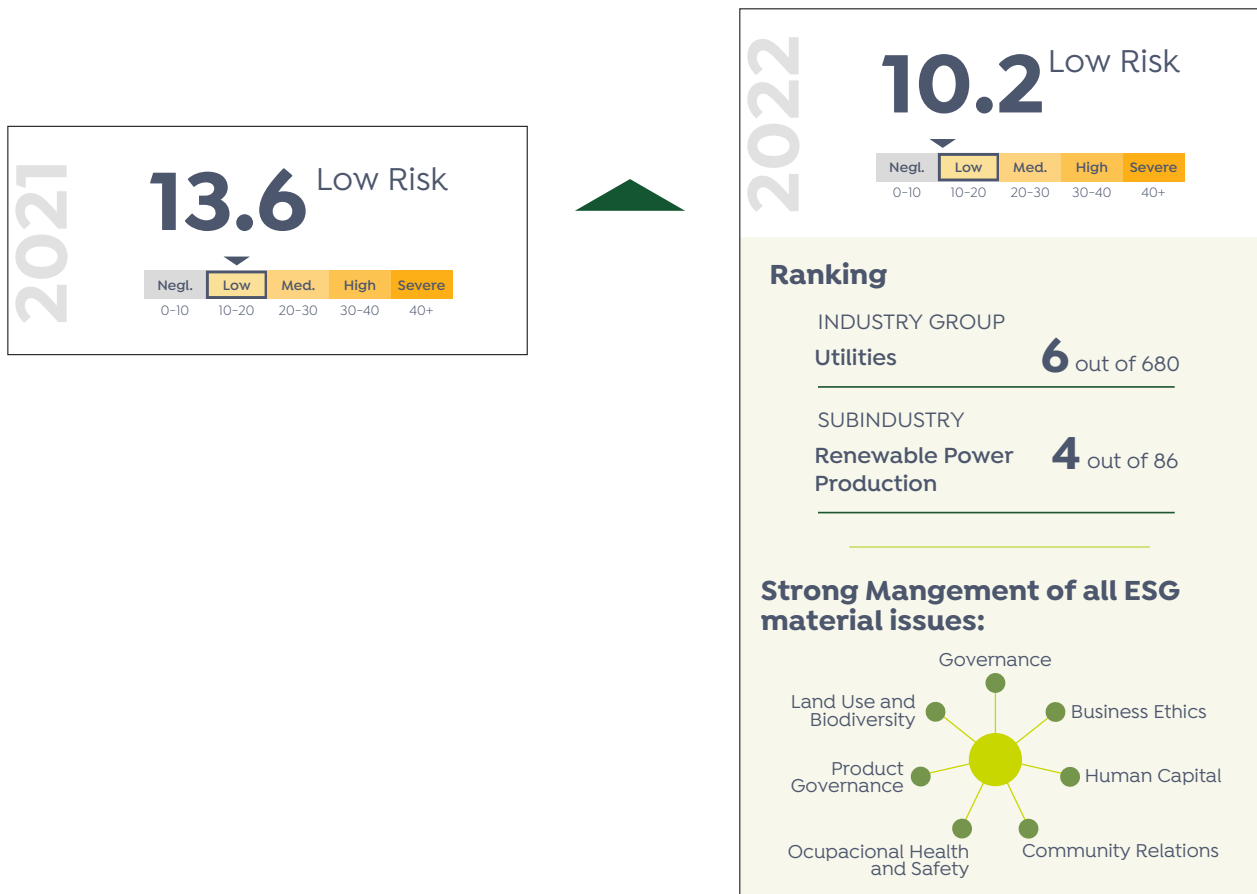 2021
13.6 Low Risk
Negl. Low Med. High Severe
0-10 10-20 20-30 30-40 40+
2022
10.2 Low Risk
Negl. Low Med. High Severe
0-10 10-20 20-30 30-40 40+
Ranking
INDUSTRY GROUP
Utilities 6 out of 680
SUBINDUSTRY
Renewable Power
Production
4 out of 86
Strong Mangement of all ESG
material issues:
Governance
Land Use and
Biodiversity
Business Ethics
Product
Governance
Human Capital
Ocupacional Health
and Safety
Community Relations